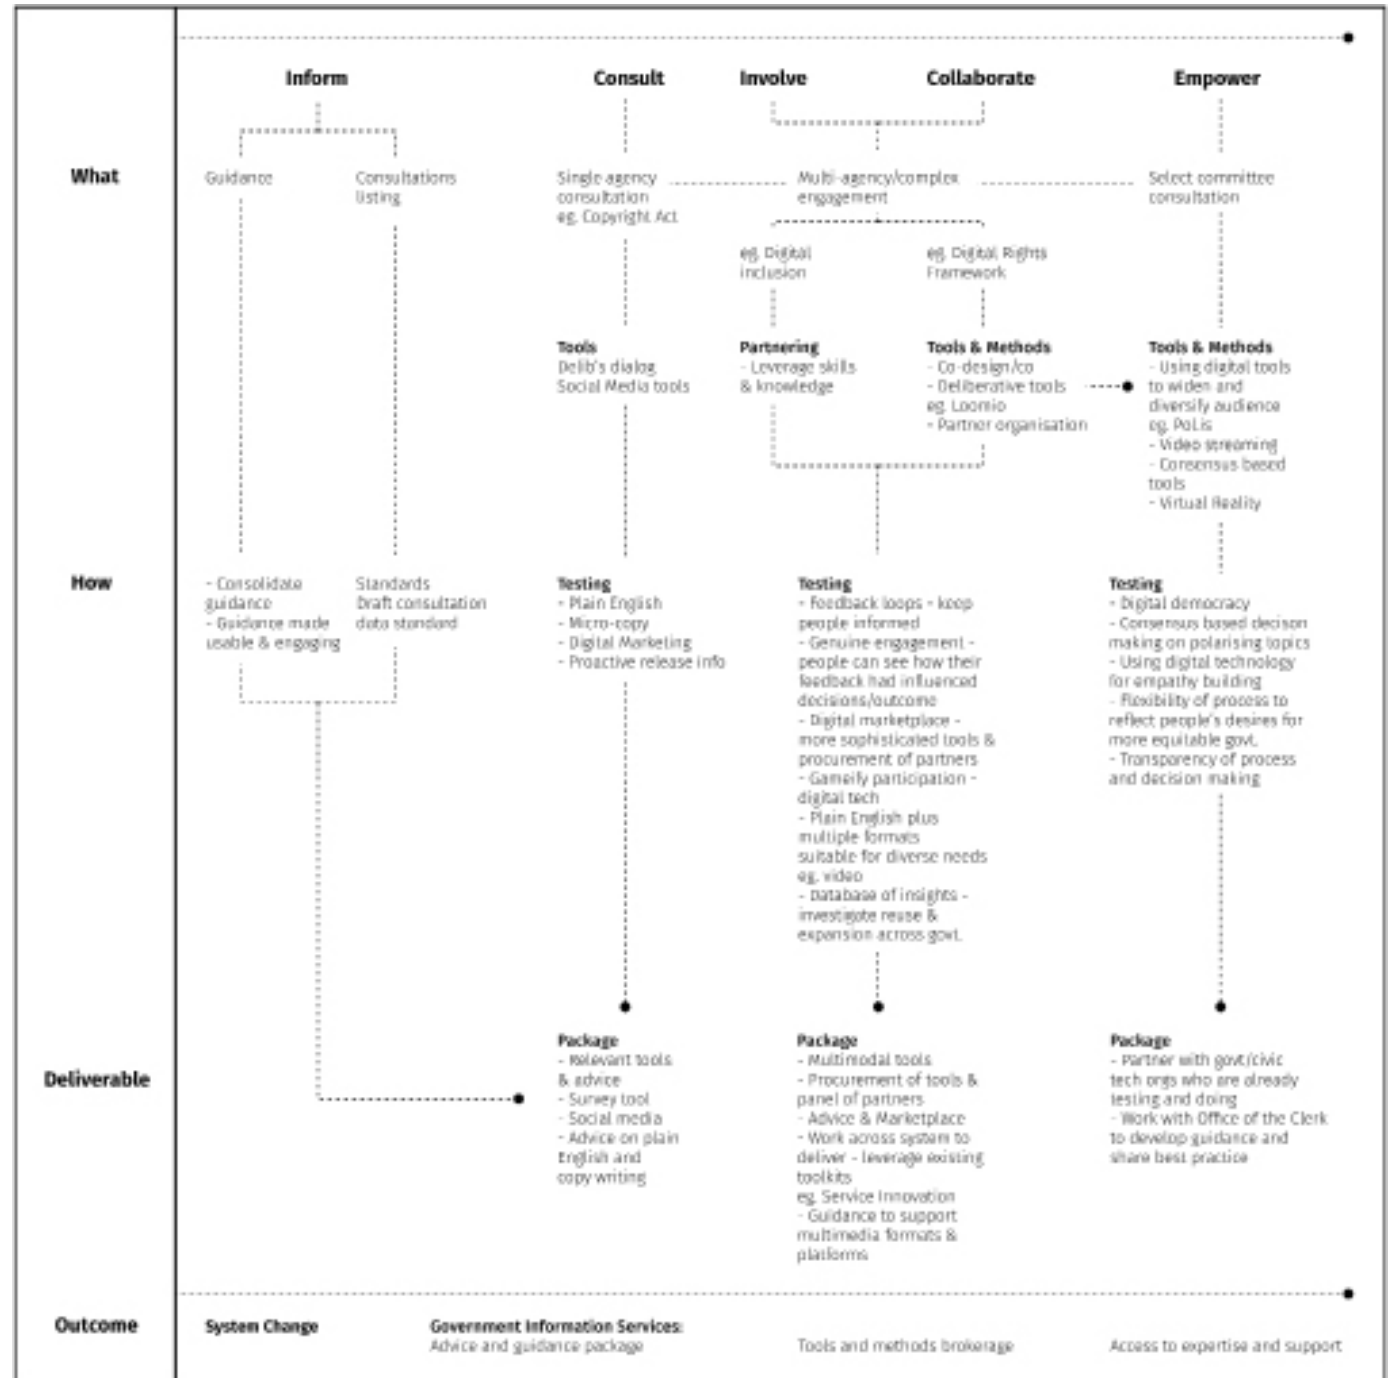 Inform
Consult
Involve
Collaborate
Empower
What
Guidance
Consultations
listing
Single agency
consultation
eg. Copyright Act
Multi-agency/complex
engagement
Select committee
consultation
eg. Digital
inclusion
eg. Digital Rights
Framework
Tools
Delib's dialog
Social Media tools
Partnering
- Leverage skills
& knowledge
Tools & Methods
- Co-design/co
- Deliberative tools
eg. Loomio
- Partner organisation
Tools & Methods
- Using digital tools
to widen and
diversify audience
eg. PoLis
- Video streaming
- Consensus based
tools
- Virtual Reality
How
- Consolidate
guidance
- Guidance made
usable & engaging
Standards
Draft consultation
data standard
Testing
- Plain English
- Micro-copy
- Digital Marketing
- Proactive release info
Testing
- Feedback loops - keep
people informed
- Genuine engagement -
people can see how their
feedback had influenced
decisions/outcome
- Digital marketplace -
more sophisticated tools &
procurement of partners
- Gameify participation -
digital tech
- Plain English plus
multiple formats
suitable for diverse needs
eg. video
- Database of insights -
investigate reuse &
expansion across govt.
Testing
- Digital democracy
- Consensus based decison
making on polarising topics
- Using digital technology
for empathy building
- Flexibility of process to
reflect people's desires for
more equitable govt.
- Transparency of process
and decision making
Deliverable
Package
- Relevant tools
& advice
- Survey tool
- Social media
- Advice on plain
English and
copy writing
Package
- Multimodal tools
- Procurement of tools &
panel of partners
- Advice & Marketplace
- Work across system to
deliver - leverage existing
toolkits
eg. Service Innovation
- Guidance to support
multimedia formats &
platforms
Package
- Partner with govt/civic
tech orgs who are already
testing and doing
- Work with Office of the Clerk
to develop guidance and
share best practice
Outcome
System Change
Government Information Services:
Advice and guidance package
Tools and methods brokerage
Access to expertise and support